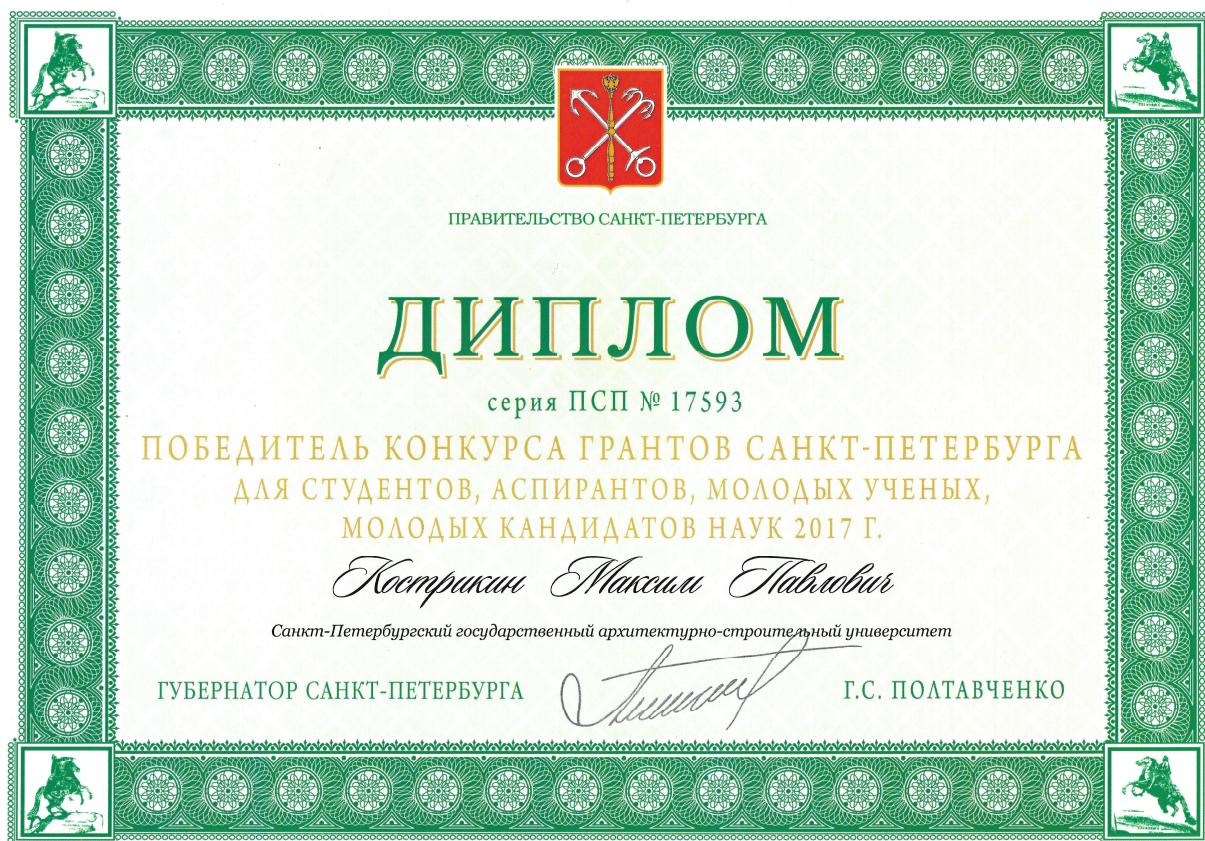 ПРАВИТЕЛЬСТВО САНКТ-ПЕТЕРБУРГА
ДИПЛОМ
серия ПСП № 17593
ПОБЕДИТЕЛЬ КОНКУРСА ГРАНТОВ САНКТ-ПЕТЕРБУРГА
ДЛЯ СТУДЕНТОВ, АСПИРАНТОВ, МОЛОДЫХ УЧЕНЫХ,
МОЛОДЫХ КАНДИДАТОВ НАУК 2017 Г.
Кострикин Максим Павлович
Санкт-Петербургский государственный архитектурно-строительный университет
ГУБЕРНАТОР САНКТ-ПЕТЕРБУРГА Г.С. ПОЛТАВЧЕНКО